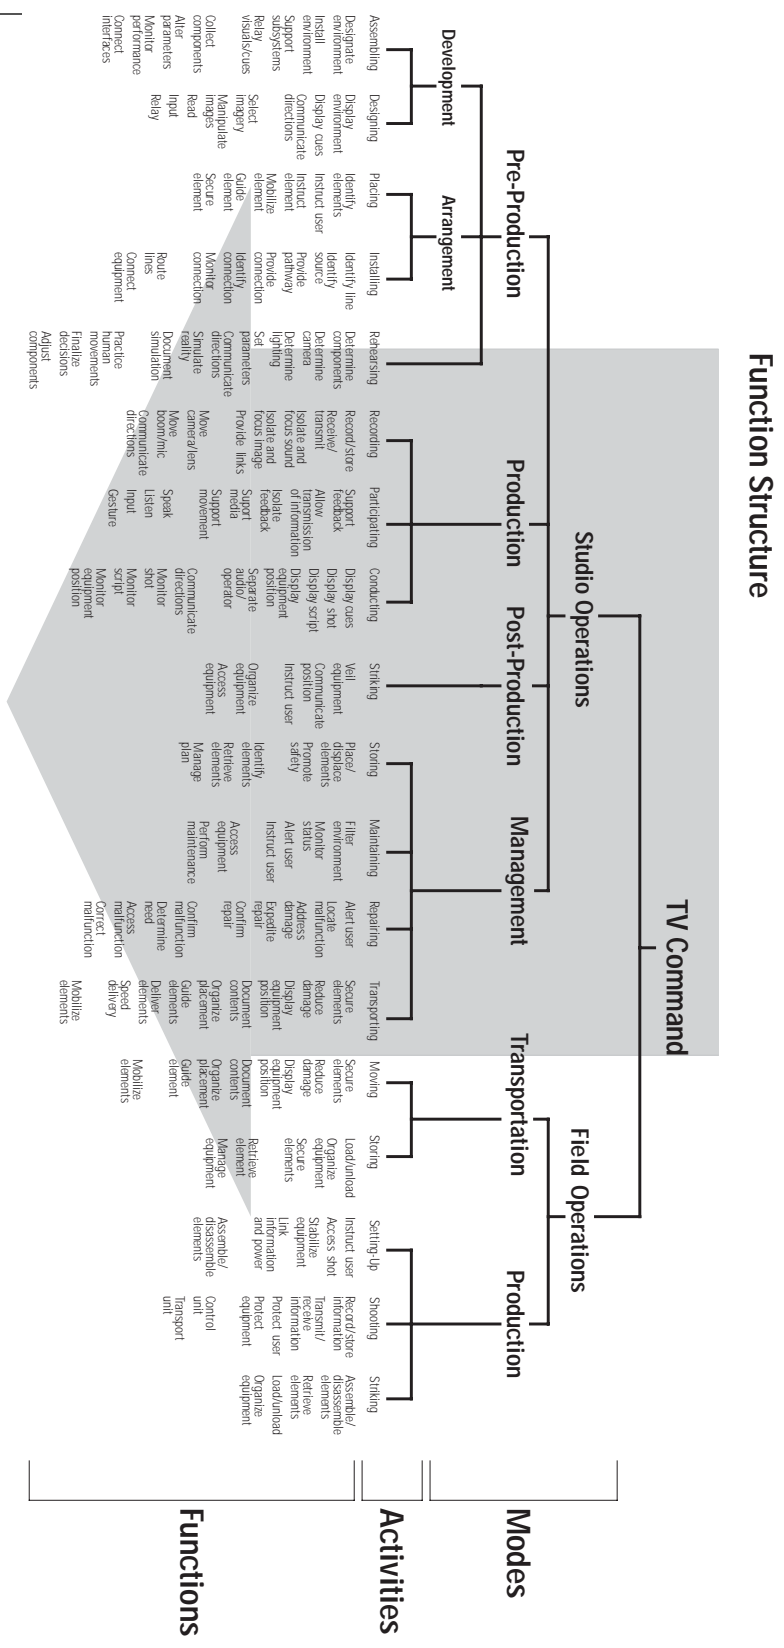 Function Structure
TV Command
Studio Operations
Field Operations
Pre-Production
Production
Post-Production
Management
Transportation
Production
Modes
Development
Arrangement
Assembling
Designing
Placing
Installing
Rehearsing
Recording
Participating
Conducting
Striking
Storing
Maintaining
Repairing
Transporting
Moving
Storing
Setting-Up
Shooting
Striking
Activities
Designate
environment
Install
environment
Support
subsystems
Relay
visuals/cues
Collect
components
Alter
parameters
Monitor
performance
Connect
interfaces
Display
environment
Display cues
Communicate
directions
Select
imagery
Manipulate
images
Read
Input
Relay
Identify
elements
Instruct user
Instruct
element
Mobilize
element
Guide
element
Secure
element
Identify line
Identify
source
Provide
pathway
Provide
connection
Identify
connection
Monitor
connection
Route
lines
Connect
equipment
Determine
components
Determine
camera
Determine
lighting
Set
parameters
Communicate
directions
Simulate
reality
Document
simulation
Practice
human
movements
Finalize
decisions
Adjust
components
Record/store
Receive/
transmit
Isolate and
focus sound
Isolate and
focus image
Provide links
Move
camera/lens
Move
boom/mic
Communicate
directions
Support
feedback
Allow
transmission
of information
Isolate
feedback
Suport
media
Support
movement
Speak
Listen
Input
Gesture
Display cues
Display shot
Display script
Display
equipment
position
Separate
audio/
operator
Communicate
directions
Monitor
shot
Monitor
script
Monitor
equipment
position
Veil
equipment
Communicate
position
Instruct user
Organize
equipment
Access
equipment
Place/
displace
elements
Promote
safety
Identify
elements
Retrieve
elements
Manage
plan
Filter
environment
Monitor
status
Alert user
Instruct user
Access
equipment
Perform
maintenance
Alert user
Locate
malfunction
Address
damage
Expedite
repair
Confirm
repair
Confirm
malfunction
Determine
need
Access
malfunction
Correct
malfunction
Secure
elements
Reduce
damage
Display
equipment
position
Document
contents
Organize
placement
Guide
elements
Deliver
elements
Speed
delivery
Mobilize
elements
Secure
elements
Reduce
damage
Display
equipment
position
Document
contents
Organize
placement
Guide
element
Mobilize
elements
Load/unload
Organize
equipment
Secure
elements
Retrieve
element
Manage
equipment
Instruct user
Access shot
Stabilize
equipment
Link
information
and power
Assemble/
disassemble
elements
Record/store
information
Transmit/
receive
information
Protect user
Protect
equipment
Control
unit
Transport
unit
Assemble/
disassemble
elements
Retrieve
elements
Load/unload
Organize
equipment
Functions